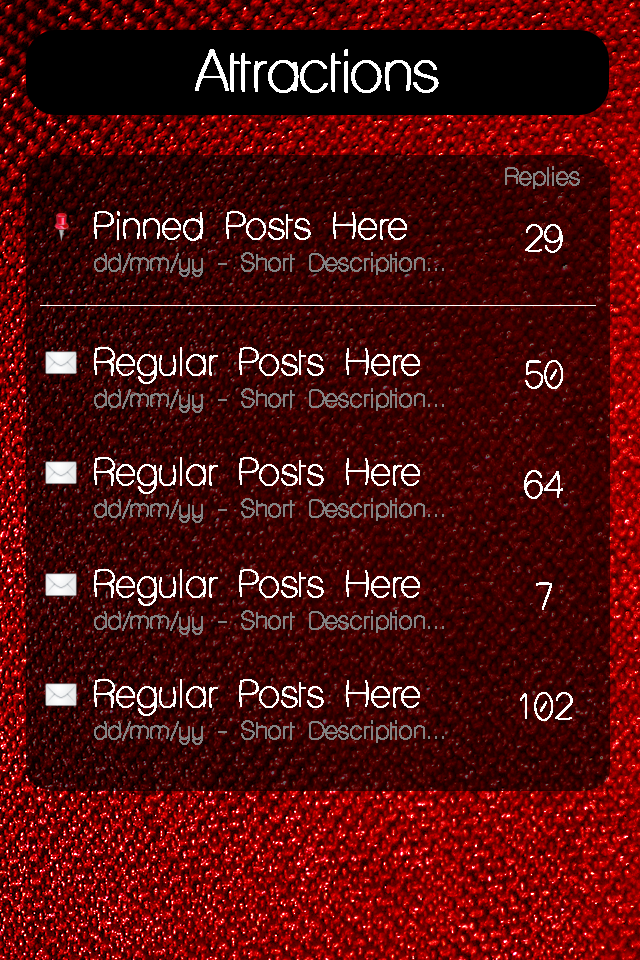 Attractions
Replies
Pinned Posts Here
29
dd/mm/yy - Short Description...
Regular Posts Here
50
dd/mm/yy - Short Description...
Regular Posts Here
64
dd/mm/yy - Short Description...
Regular Posts Here
7
dd/mm/yy - Short Description...
Regular Posts Here
102
dd/mm/yy - Short Description...